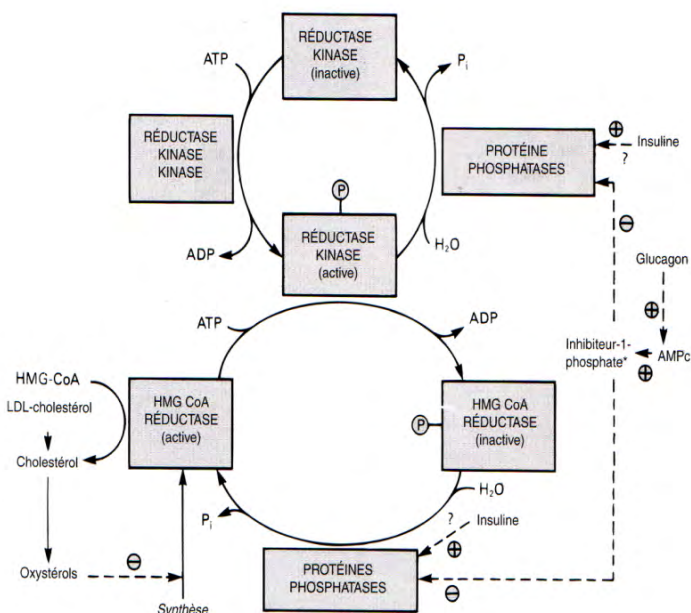 RÉDUCTASE
KINASE
(inactive)
ATP
Pi
RÉDUCTASE
KINASE
KINASE
PROTÉINE
PHOSPHATASES
⊕
Insuline
?
P
RÉDUCTASE
KINASE
(active)
ADP
H₂O
⊖
Glucagon
⊕
ATP
ADP
Inhibiteur-1-
phosphate*
AMPc
⊕
HMG-CoA
LDL-cholestérol
Cholestérol
HMG CoA
RÉDUCTASE
(active)
P
HMG CoA
RÉDUCTASE
(inactive)
H₂O
Pi
?
Insuline
⊕
Oxystérols
⊖
PROTÉINES
PHOSPHATASES
⊖
Synthèse